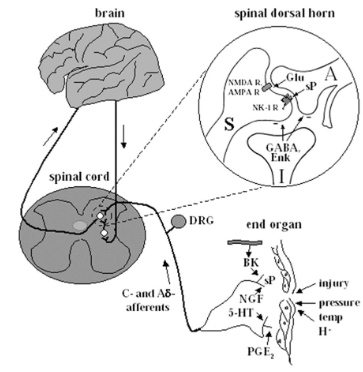 brain
spinal dorsal horn
NMDA R
AMPA R
Glu
sP
A
NK-1 R
S
GABA,
Enk
I
spinal cord
DRG
end organ
BK
sP
C- and Aδ-
afferents
NGF
5-HT
PGE₂
injury
pressure
temp
H⁺